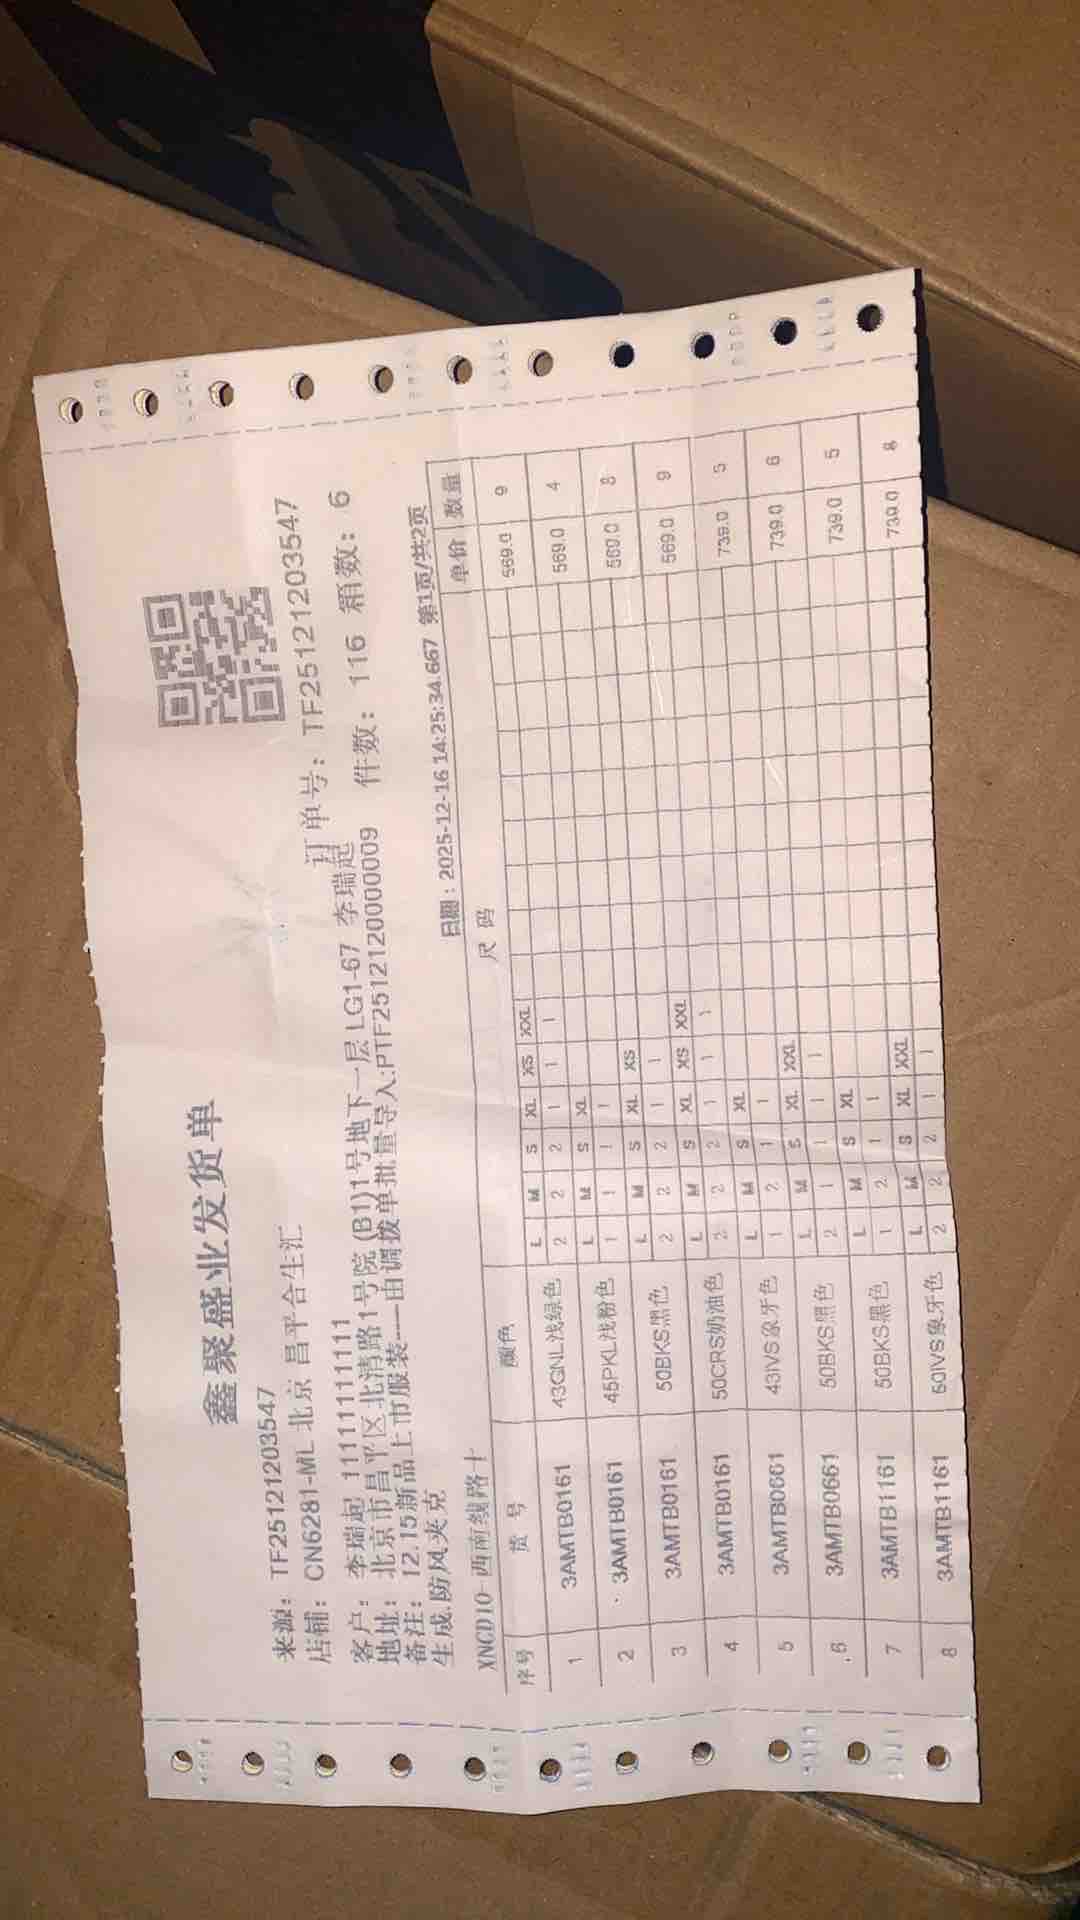 鑫聚盛业发货单
来源: TF25121203547
订单号: TF25121203547
店铺: CN6281-ML 北京 昌平合生汇
客户: 李瑞起 11111111111
件数: 116 箱数: 6
地址: 北京市昌平区北清路1号院 (B1)1号地下一层 LG1-67 李瑞起
备注: 12.15新品上市服装----由调拨单批量导入:PTF25121200000009
生成.防风夹克
XNCD10-西南线路十
日期：2025-12-16 14:25:34.667 第1页/共2页
序号 货号 颜色 尺码 单价 数量
L M S XL XS XXL
1 3AMTB0161 43GNL浅绿色 2 2 2 1 1 1 569.0 9
L M S XL
2 3AMTB0161 45PKL浅粉色 1 1 1 1 569.0 4
L M S XL XS
3 3AMTB0161 50BKS黑色 2 2 2 1 1 569.0 8
L M S XL XS XXL
4 3AMTB0161 50CRS奶油色 2 2 2 1 1 1 569.0 9
L M S XL
5 3AMTB0661 43IVS象牙色 1 2 1 1 739.0 5
L M S XL XXL
6 3AMTB0661 50BKS黑色 2 1 1 1 1 739.0 6
L M S XL
7 3AMTB1161 50BKS黑色 1 2 1 1 739.0 5
L M S XL XXL
8 3AMTB1161 50IVS象牙色 2 2 2 1 1 739.0 8